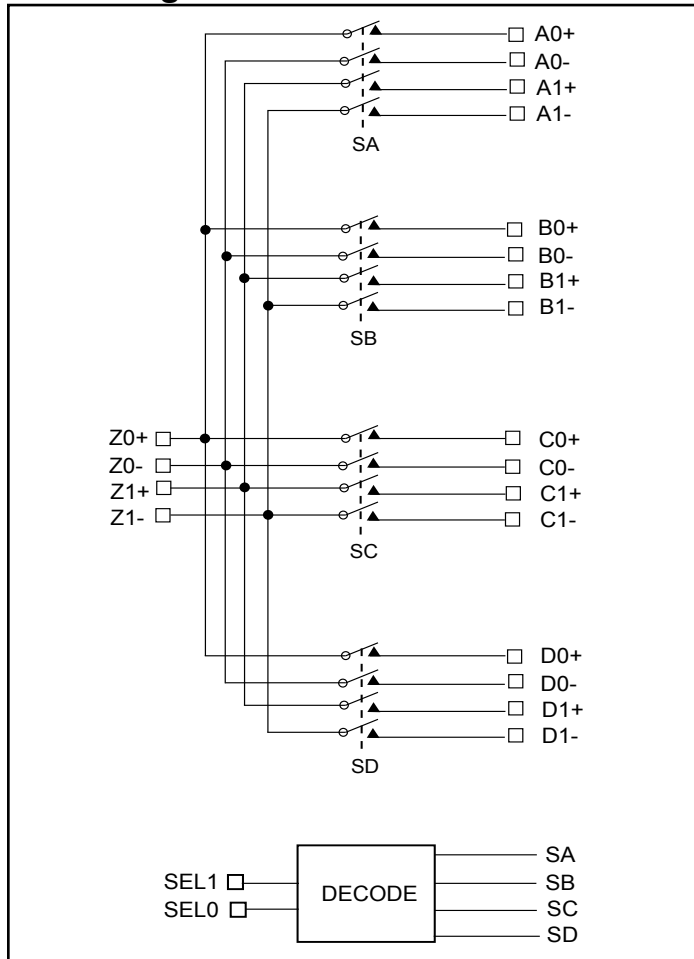 A0+
A0-
A1+
A1-
SA
B0+
B0-
B1+
B1-
SB
Z0+
Z0-
Z1+
Z1-
C0+
C0-
C1+
C1-
SC
D0+
D0-
D1+
D1-
SD
SEL1
SEL0
DECODE
SA
SB
SC
SD